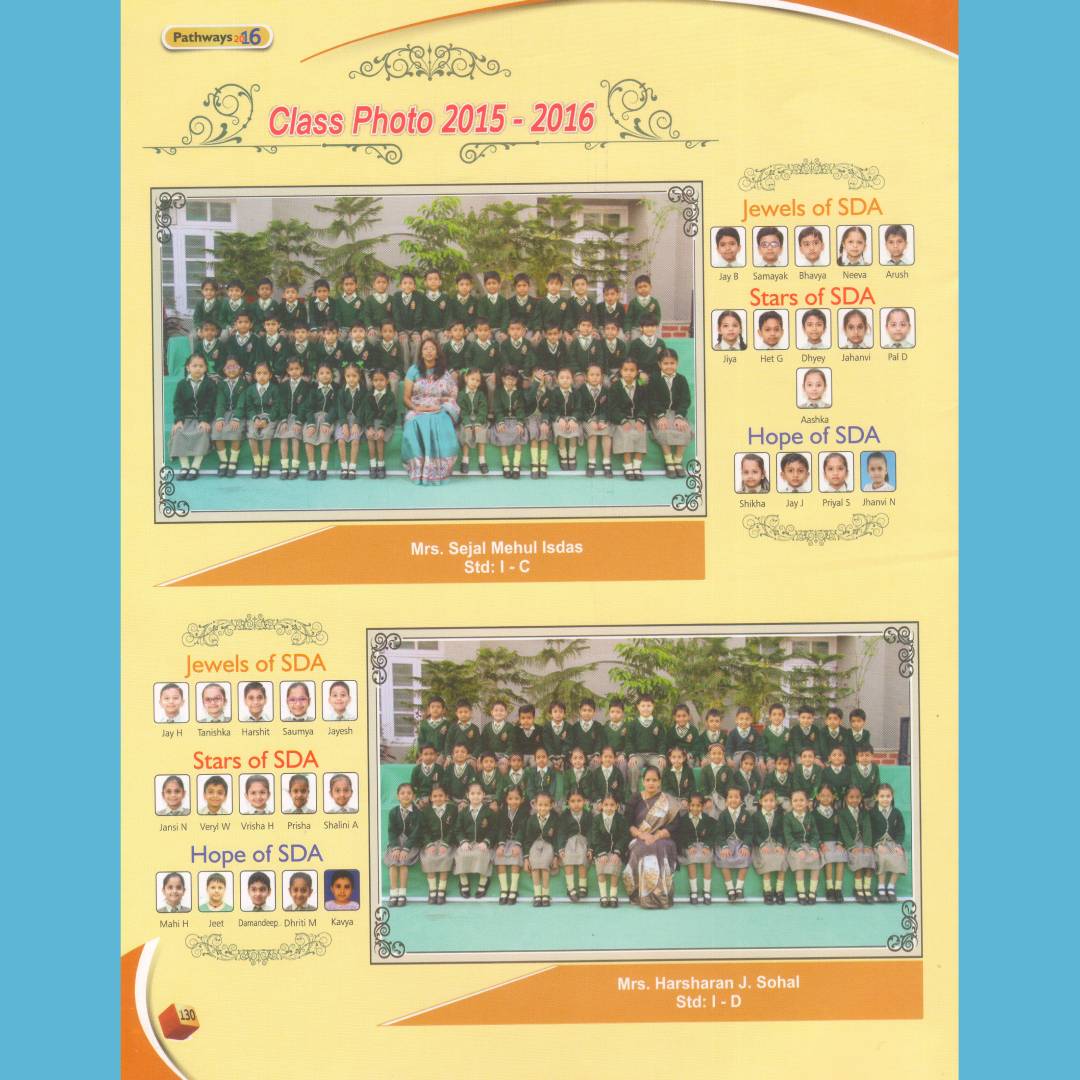 Pathways 2016
Class Photo 2015 - 2016
Jewels of SDA
Jay B Samayak Bhavya Neeva Arush
Stars of SDA
Jiya Het G Dhyey Jahanvi Pal D
Aashka
Hope of SDA
Shikha Jay J Priyal S Jhanvi N
Mrs. Sejal Mehul Isdas
Std: I - C
Jewels of SDA
Jay H Tanishka Harshit Saumya Jayesh
Stars of SDA
Jansi N Veryl W Vrisha H Prisha Shalini A
Hope of SDA
Mahi H Jeet Damandeep Dhriti M Kavya
Mrs. Harsharan J. Sohal
Std: I - D
130